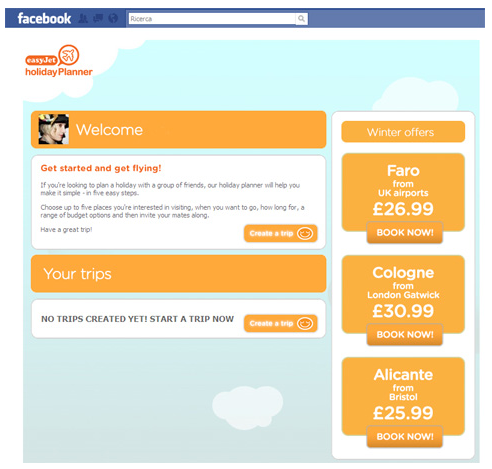 facebook
Ricerca
easyJet
holidayPlanner
Welcome
Get started and get flying!
If you're looking to plan a holiday with a group of friends, our holiday planner will help you
make it simple - in five easy steps.
Choose up to five places you're interested in visiting, when you want to go, how long for, a
range of budget options and then invite your mates along.
Have a great trip!
Create a trip
Your trips
NO TRIPS CREATED YET! START A TRIP NOW
Create a trip
Winter offers
Faro
from
UK airports
£26.99
BOOK NOW!
Cologne
from
London Gatwick
£30.99
BOOK NOW!
Alicante
from
Bristol
£25.99
BOOK NOW!